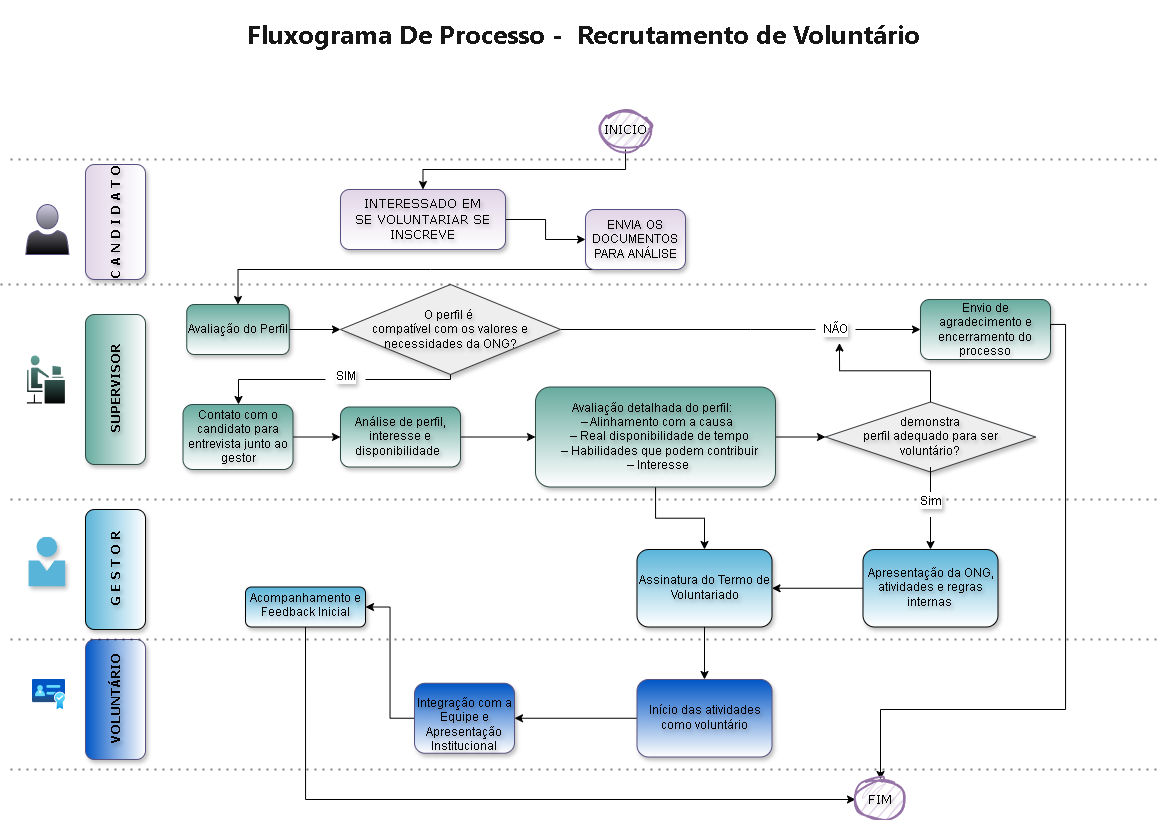 Fluxograma De Processo - Recrutamento de Voluntário
INICIO
CANDIDATO
INTERESSADO EM
SE VOLUNTARIAR SE
INSCREVE
ENVIA OS
DOCUMENTOS
PARA ANÁLISE
SUPERVISOR
Avaliação do Perfil
O perfil é
compatível com os valores e
necessidades da ONG?
NÃO
Envio de
agradecimento e
encerramento do
processo
SIM
Contato com o
candidato para
entrevista junto ao
gestor
Análise de perfil,
interesse e
disponibilidade
Avaliação detalhada do perfil:
– Alinhamento com a causa
– Real disponibilidade de tempo
– Habilidades que podem contribuir
– Interesse
demonstra
perfil adequado para ser
voluntário?
Sim
GESTOR
Acompanhamento e
Feedback Inicial
Assinatura do Termo de
Voluntariado
Apresentação da ONG,
atividades e regras
internas
VOLUNTÁRIO
Integração com a
Equipe e
Apresentação
Institucional
Início das atividades
como voluntário
FIM